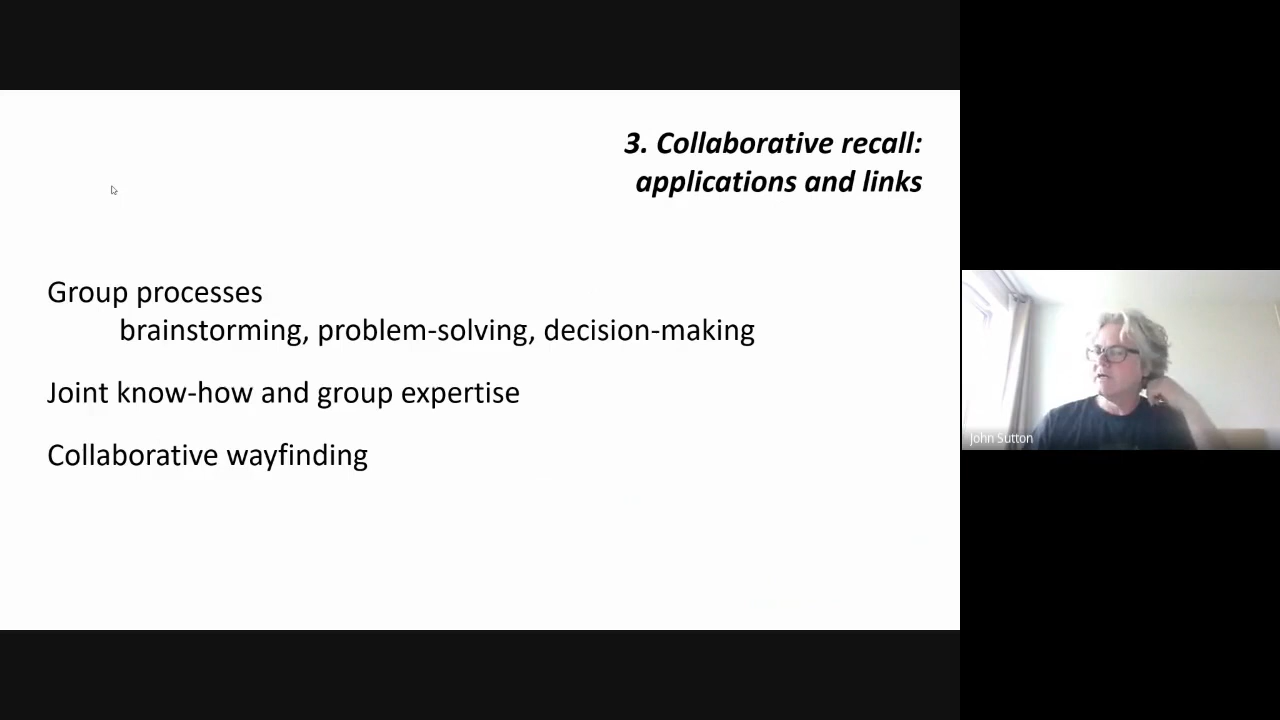 3. Collaborative recall:
applications and links
Group processes
brainstorming, problem-solving, decision-making
Joint know-how and group expertise
Collaborative wayfinding
John Sutton